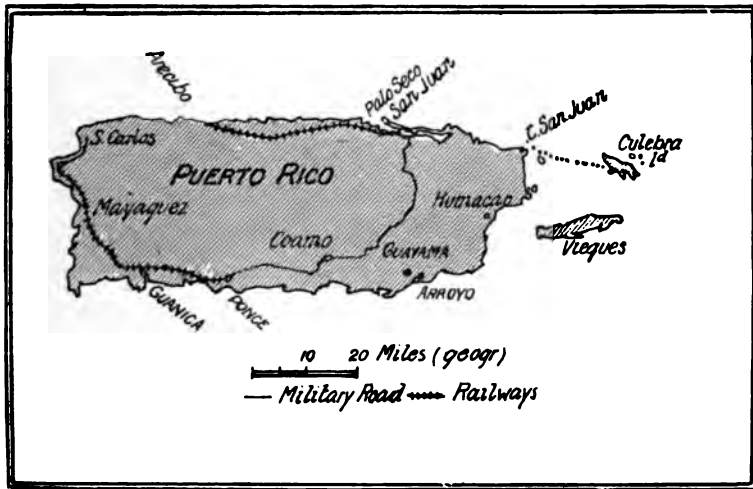 Arecibo
Palo Seco
San Juan
C. San Juan
Culebra
Id
S. Carlos
PUERTO RICO
Mayaguez
Humacao
Vieques
Coamo
GUAYAMA
ARROYO
GUANICA
PONCE
10 20 Miles (geogr)
Military Road Railways